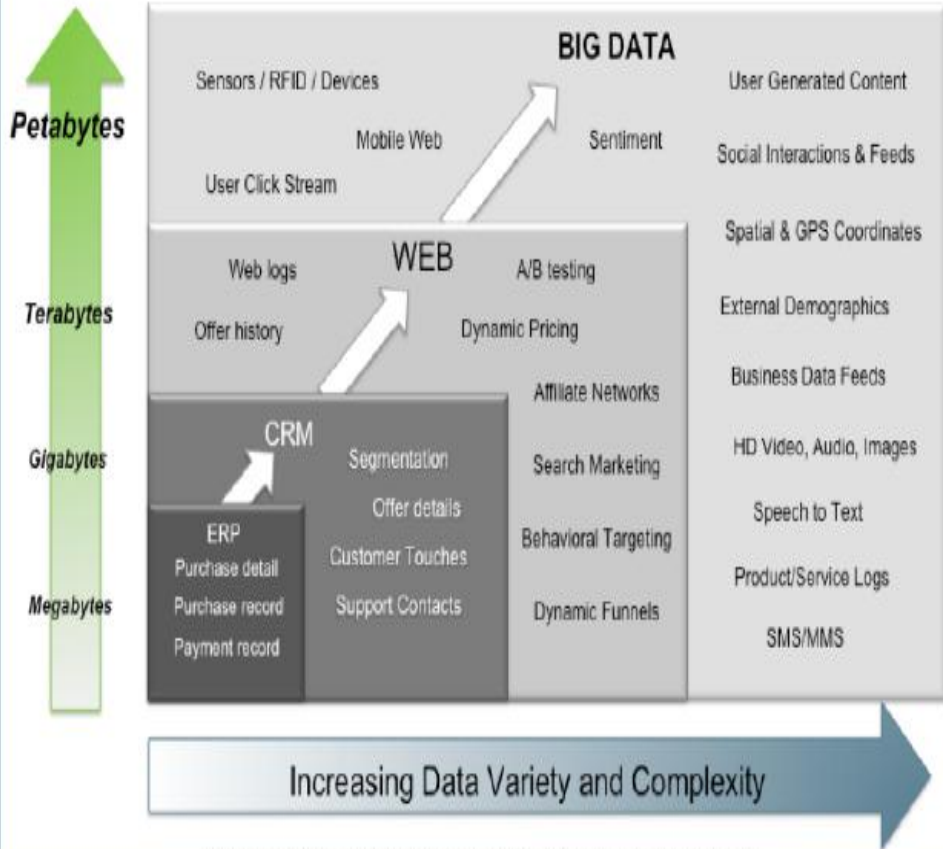 BIG DATA
Sensors / RFID / Devices
User Generated Content
Petabytes
Mobile Web
Sentiment
Social Interactions & Feeds
User Click Stream
Spatial & GPS Coordinates
WEB
Web logs
A/B testing
Terabytes
External Demographics
Offer history
Dynamic Pricing
Business Data Feeds
Affiliate Networks
CRM
Gigabytes
Segmentation
Search Marketing
HD Video, Audio, Images
Offer details
Speech to Text
ERP
Behavioral Targeting
Customer Touches
Purchase detail
Product/Service Logs
Megabytes
Purchase record
Support Contacts
Dynamic Funnels
SMS/MMS
Payment record
Increasing Data Variety and Complexity